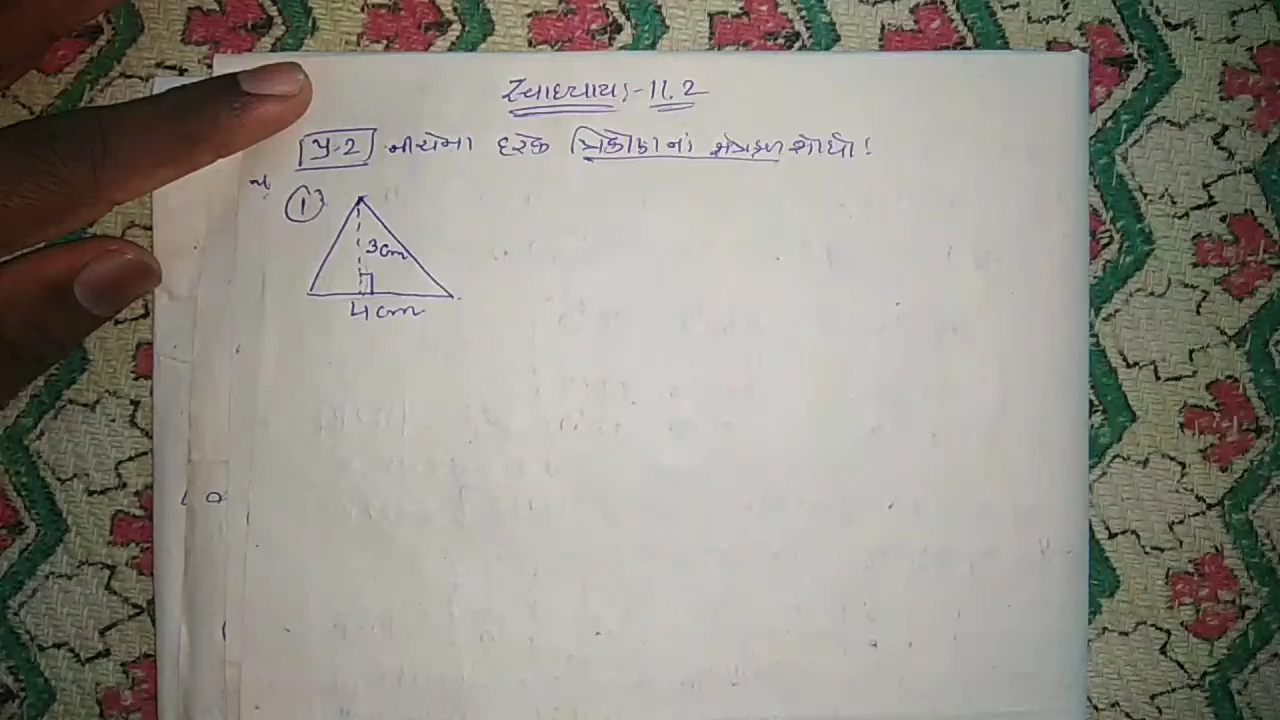 સ્વાધ્યાય :- 11.2
પ્ર-2 નીચેના દરેક ત્રિકોણનાં ક્ષેત્રફળ શોધો!
①
3cm
4cm